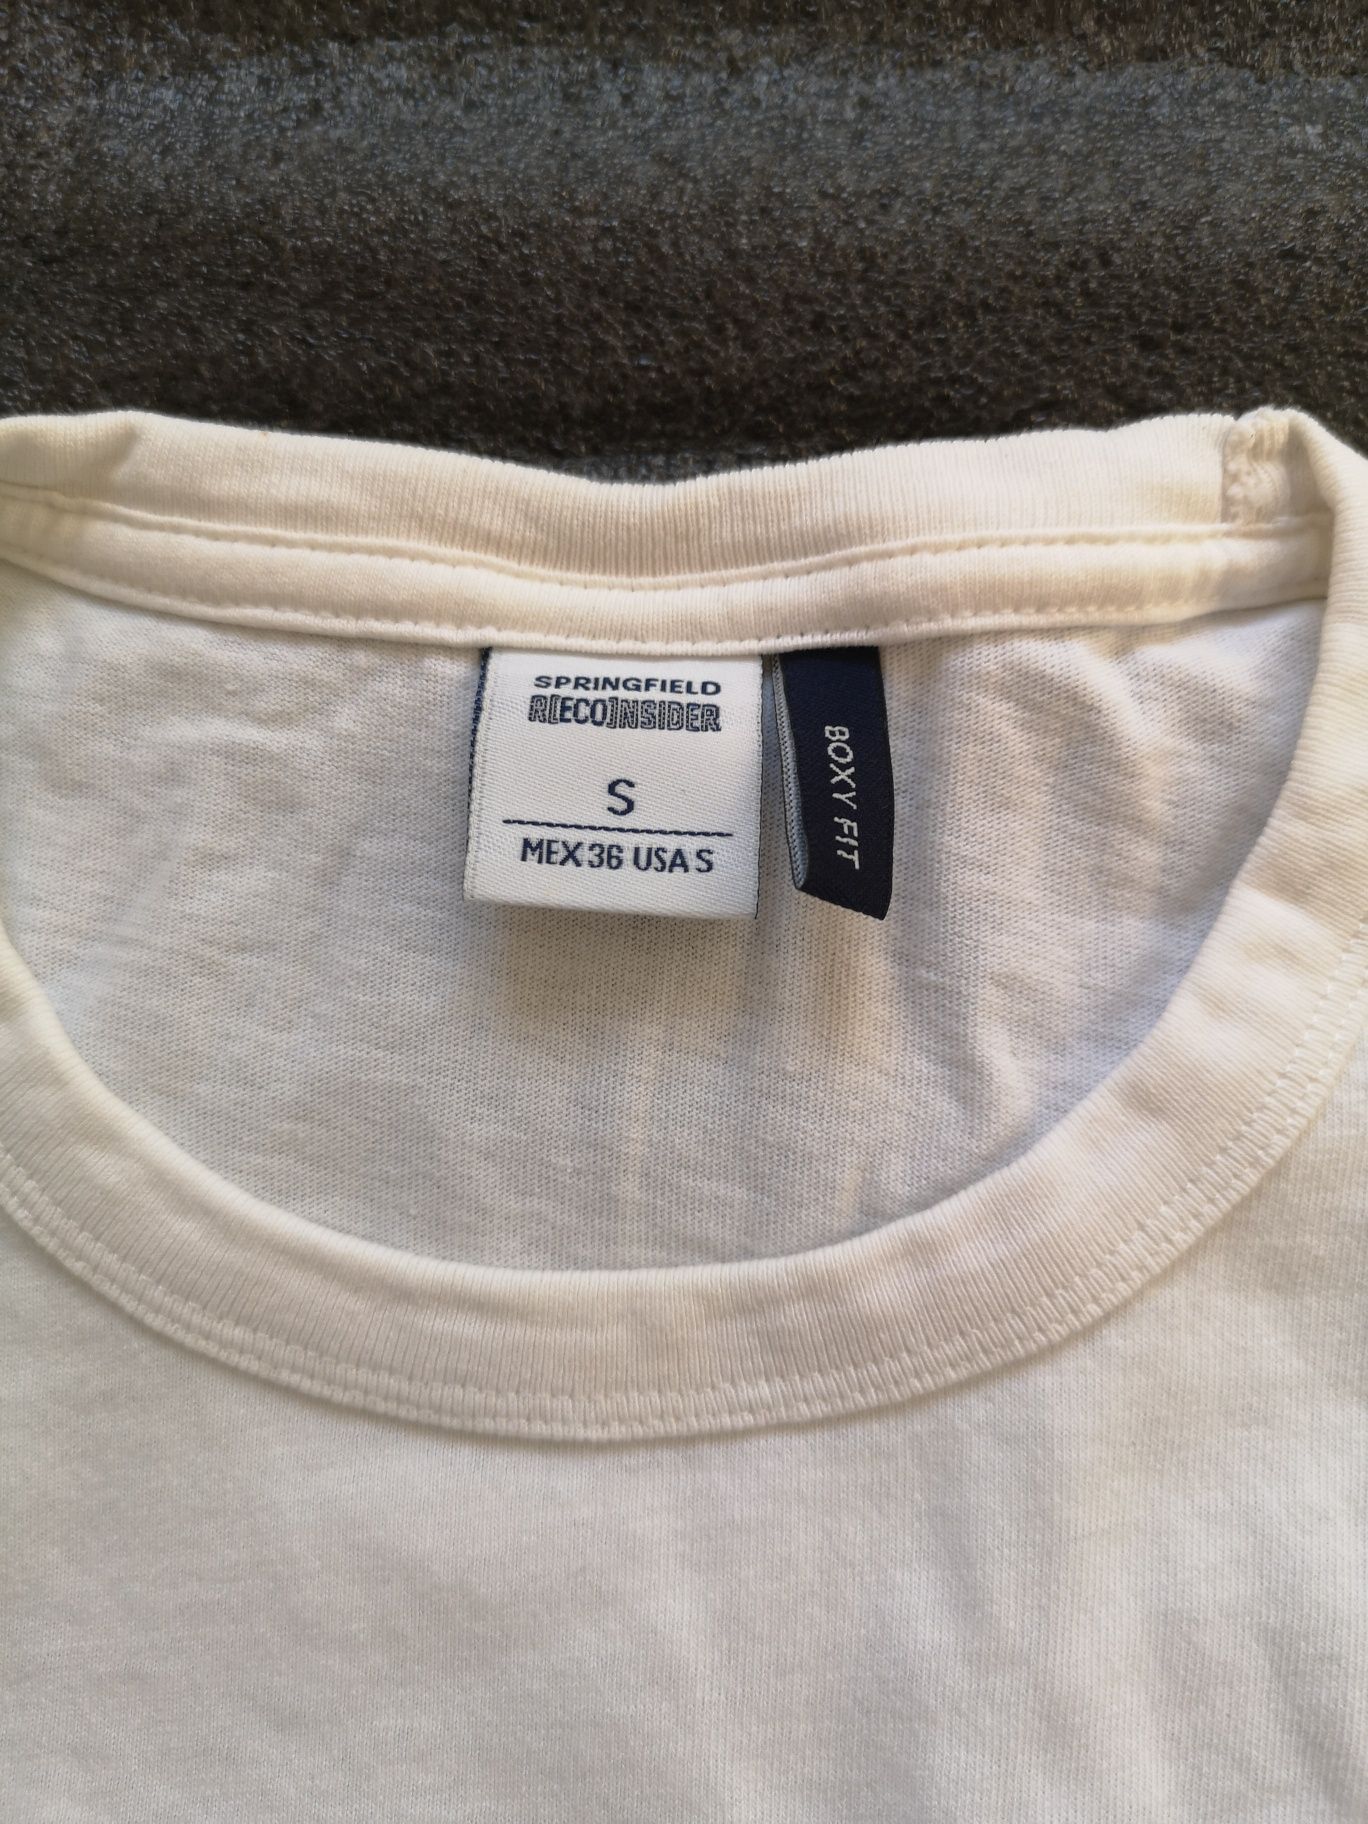 SPRINGFIELD
R[ECO]NSIDER
S
MEX 36 USA S
BOXY FIT